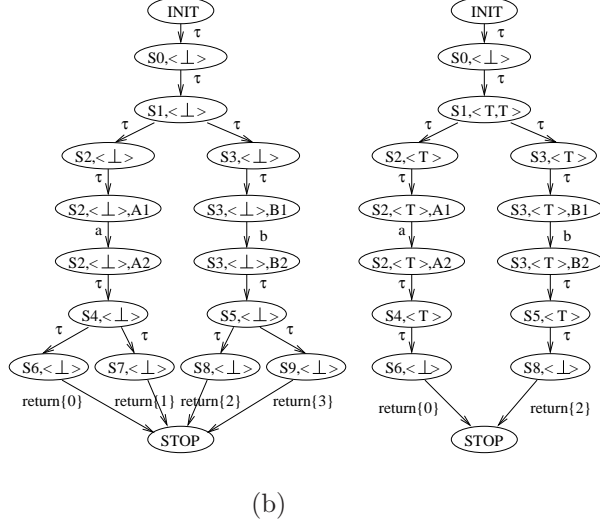 INIT INIT
τ τ
S0,<⊥> S0,<⊥>
τ τ
S1,<⊥> S1,<T,T>
τ τ τ τ
S2,<⊥> S3,<⊥> S2,<T> S3,<T>
τ τ τ τ
S2,<⊥>,A1 S3,<⊥>,B1 S2,<T>,A1 S3,<T>,B1
a b a b
S2,<⊥>,A2 S3,<⊥>,B2 S2,<T>,A2 S3,<T>,B2
τ τ τ τ
S4,<⊥> S5,<⊥> S4,<T> S5,<T>
τ τ τ τ τ τ
S6,<⊥> S7,<⊥> S8,<⊥> S9,<⊥> S6,<⊥> S8,<⊥>
return{0} return{1} return{2} return{3} return{0} return{2}
STOP STOP
(b)